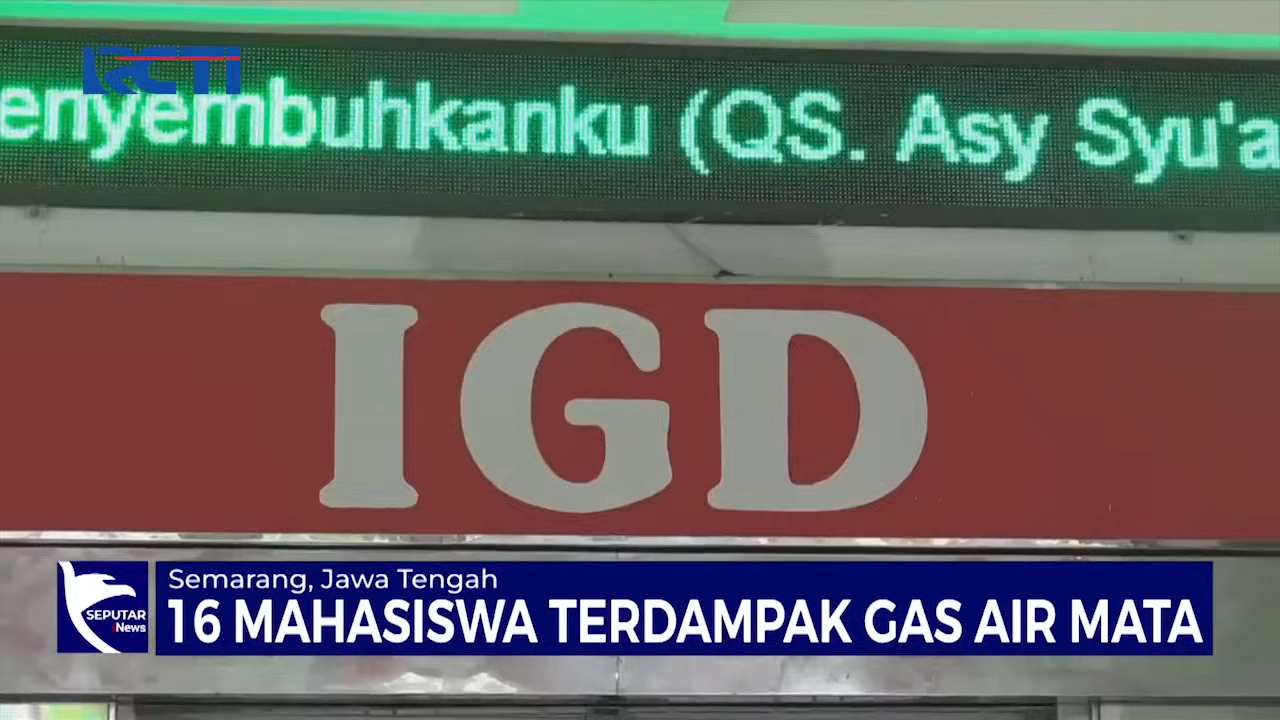 RCTI
enyembuhkanku (QS. Asy Syu'a
IGD
SEPUTAR
iNews
Semarang, Jawa Tengah
16 MAHASISWA TERDAMPAK GAS AIR MATA